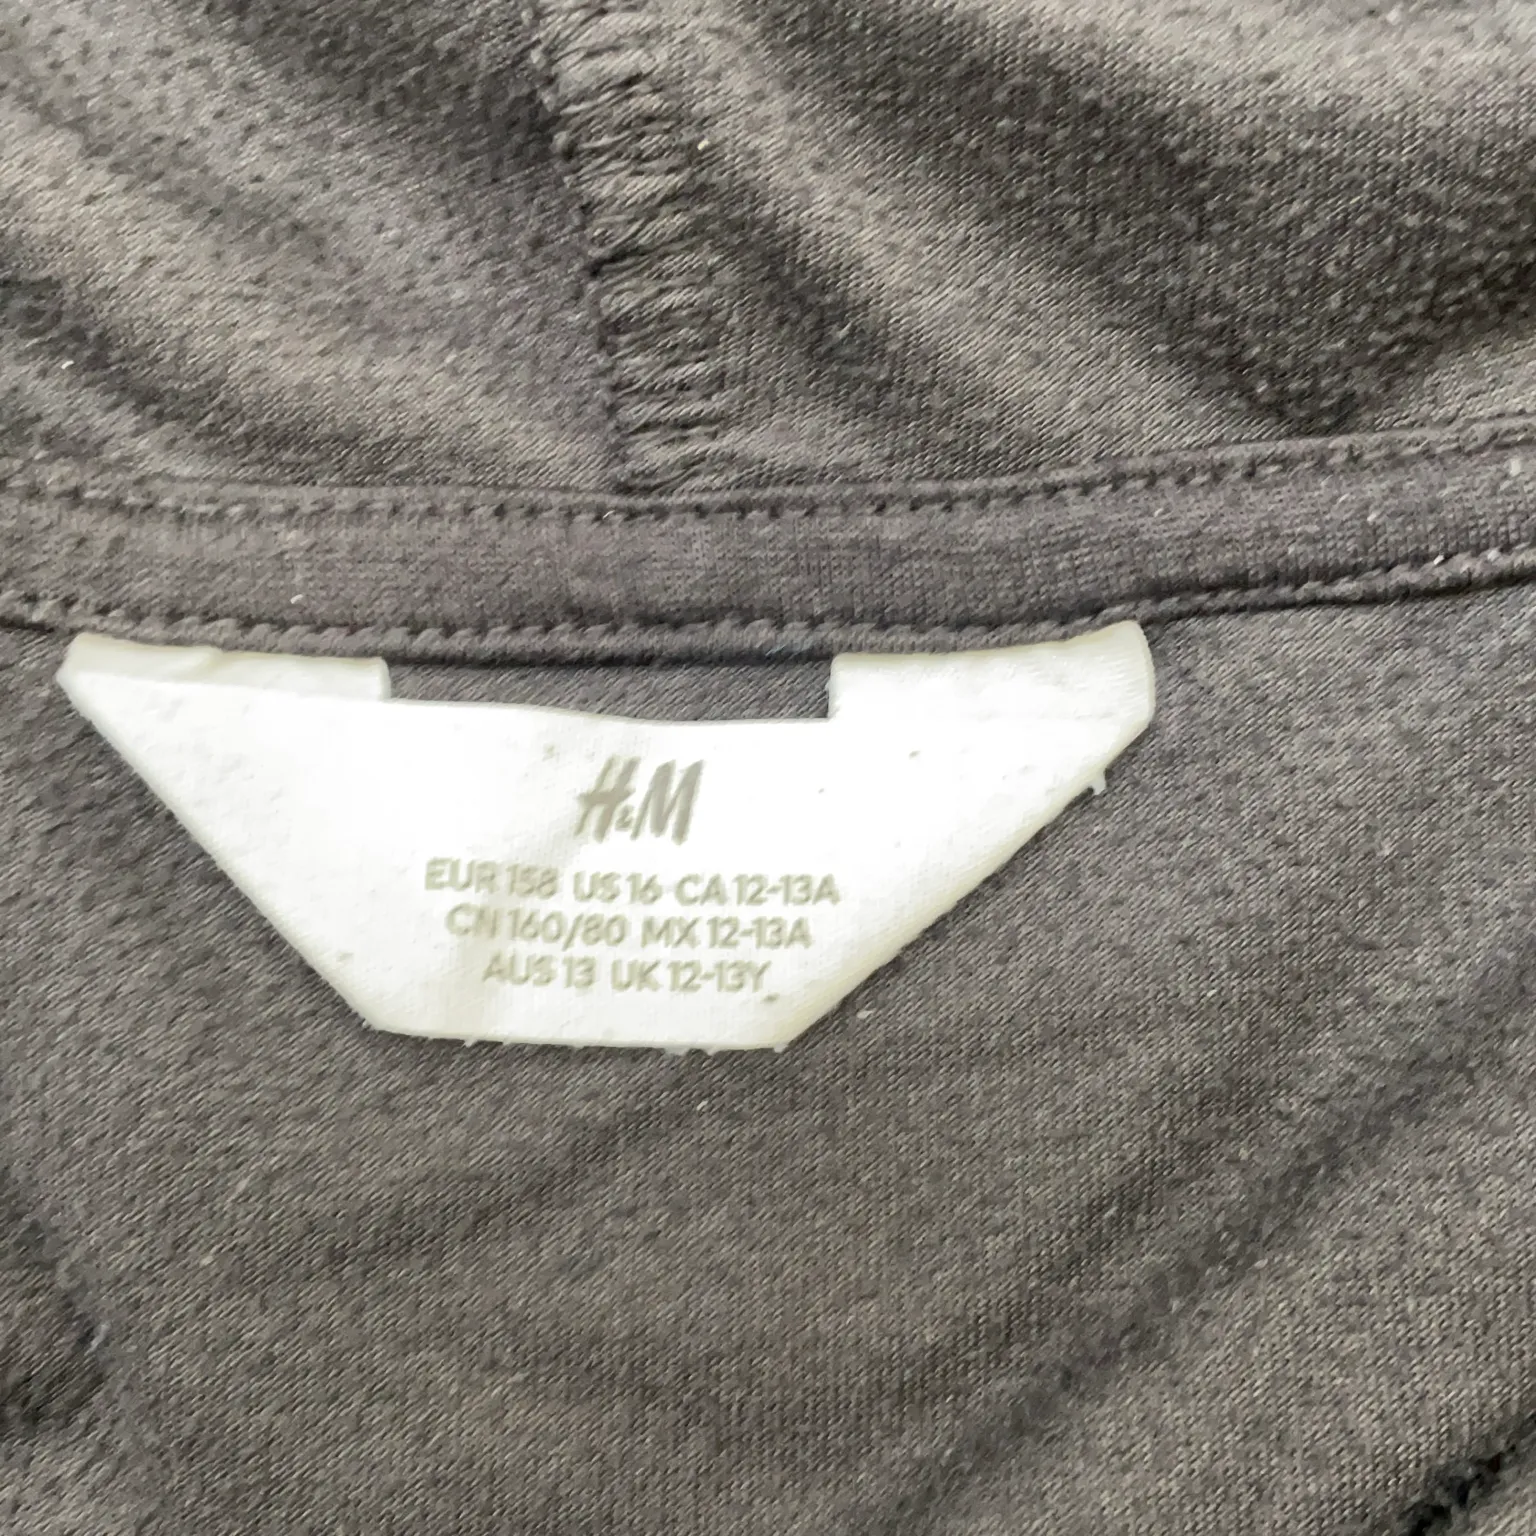 H&M
EUR 158 US 16 CA 12-13A
CN 160/80 MX 12-13A
AUS 13 UK 12-13Y